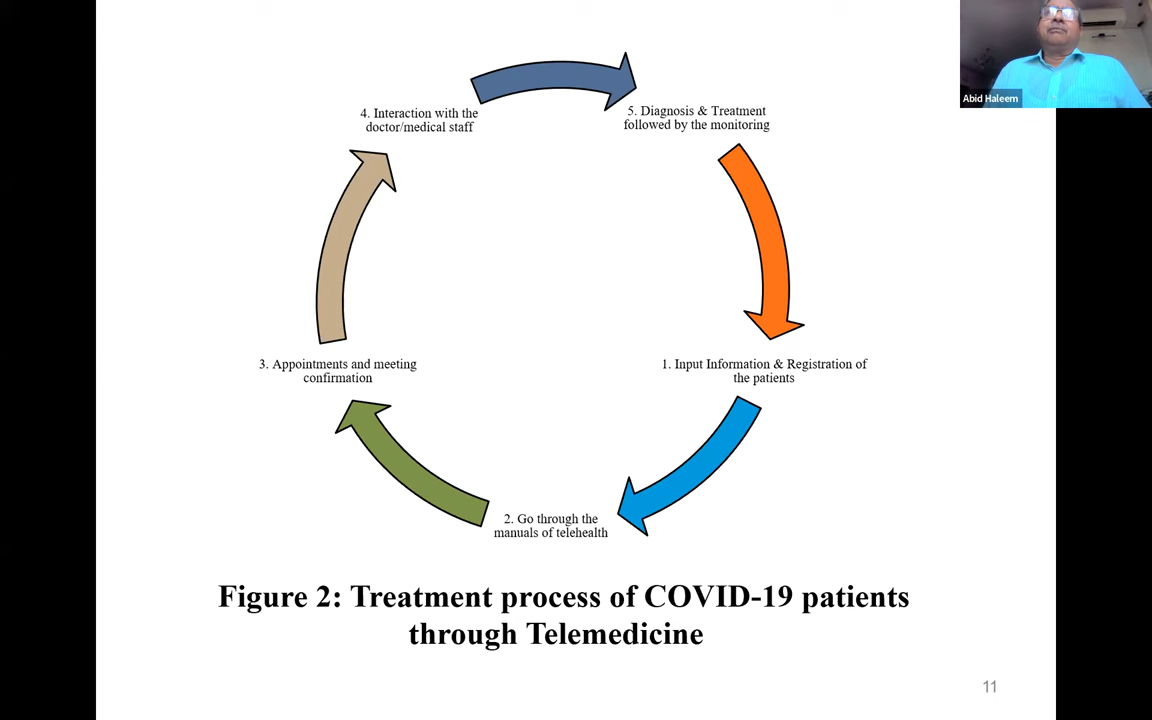 4. Interaction with the
doctor/medical staff
5. Diagnosis & Treatment
followed by the monitoring
Abid Haleem
3. Appointments and meeting
confirmation
1. Input Information & Registration of
the patients
2. Go through the
manuals of telehealth
Figure 2: Treatment process of COVID-19 patients
through Telemedicine
11